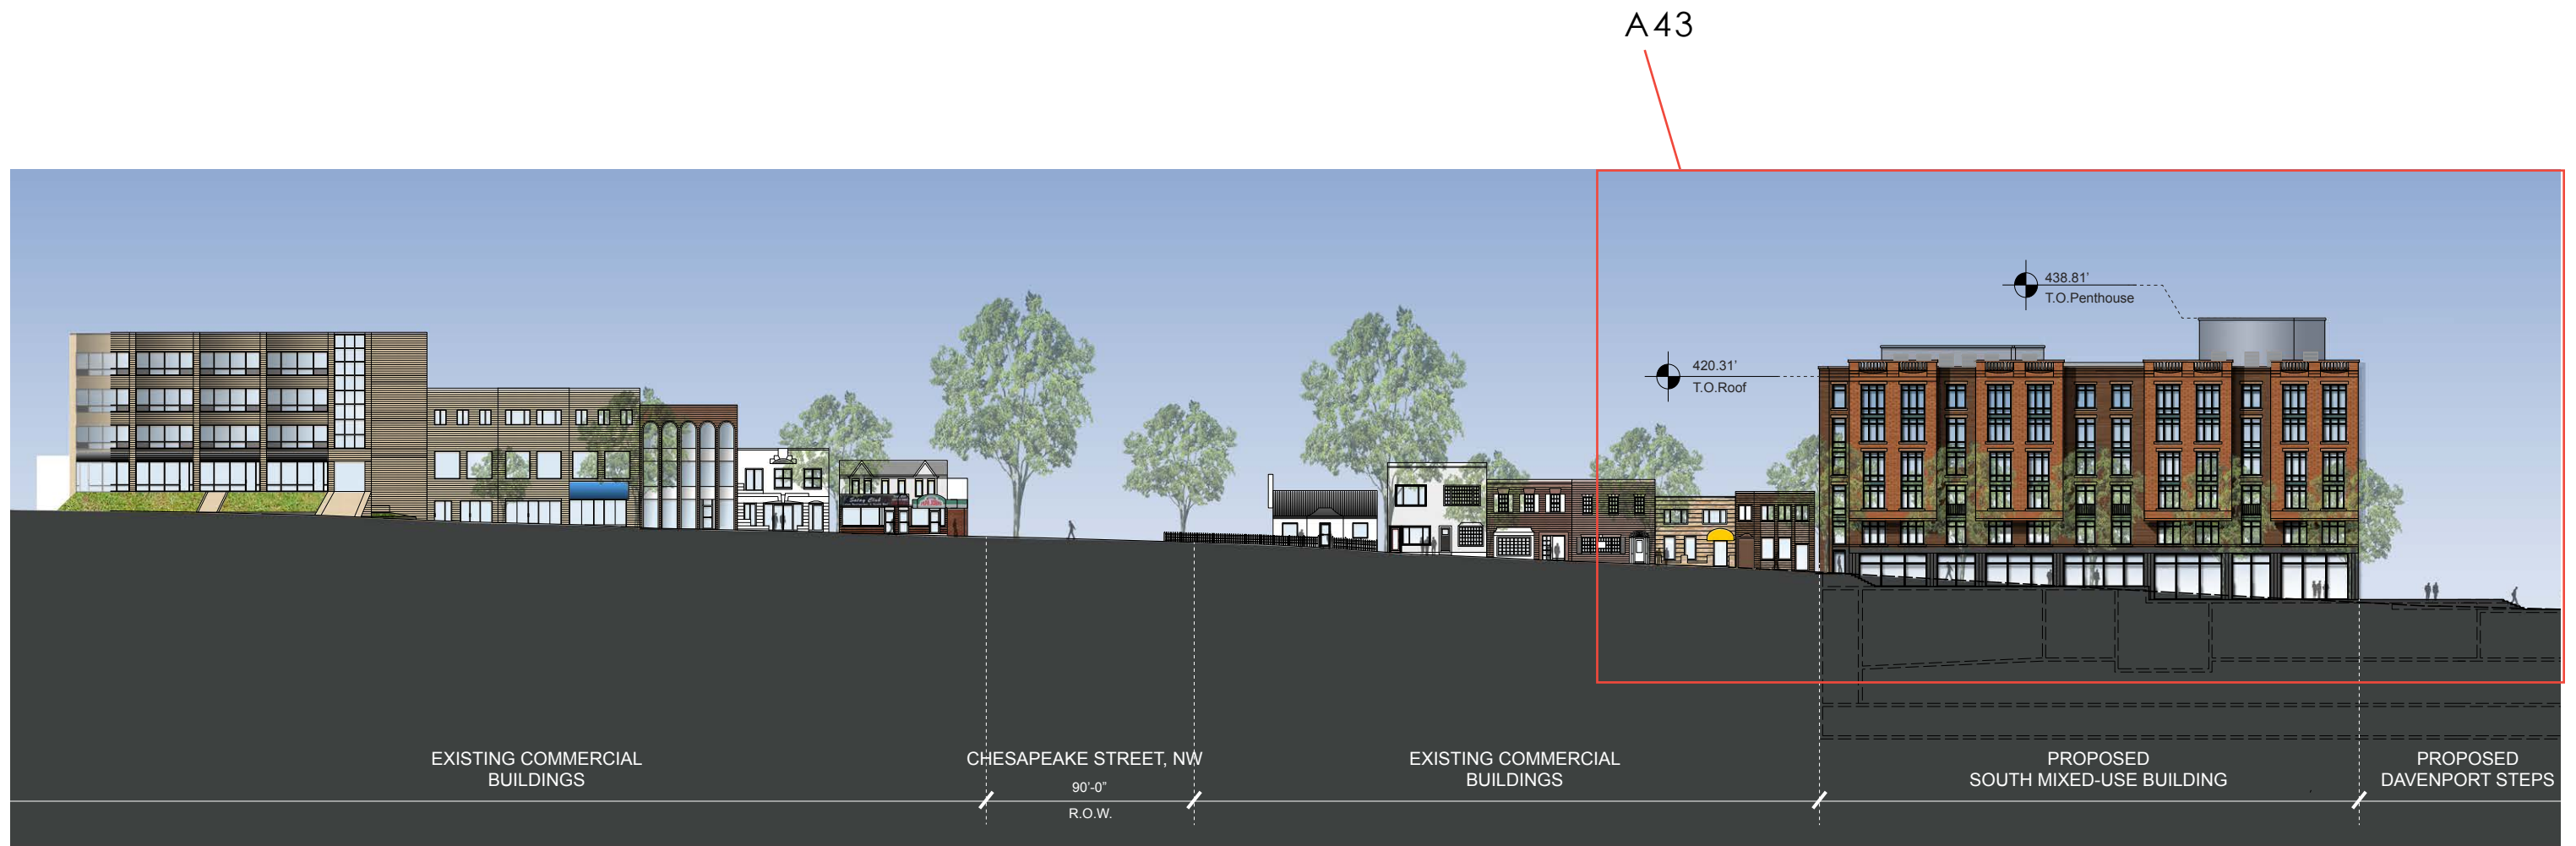 A43
438.81'
T.O.Penthouse
420.31'
T.O.Roof
EXISTING COMMERCIAL
BUILDINGS
CHESAPEAKE STREET, NW
90'-0"
R.O.W.
EXISTING COMMERCIAL
BUILDINGS
PROPOSED
SOUTH MIXED-USE BUILDING
PROPOSED
DAVENPORT STEPS